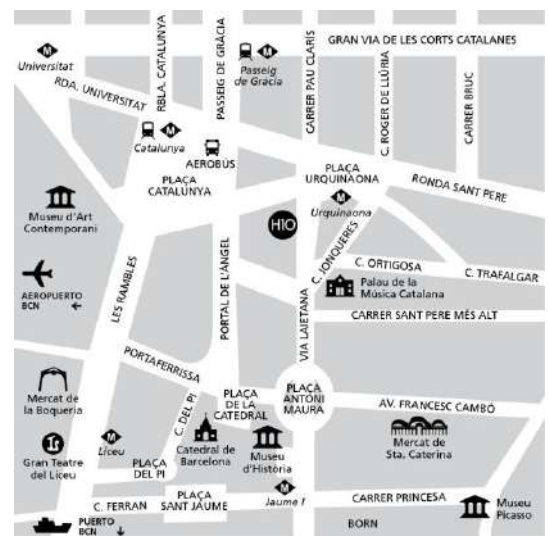 GRAN VIA DE LES CORTS CATALANES
M
Universitat
RDA. UNIVERSITAT
RBLA. CATALUNYA
PASSEIG DE GRÀCIA
M
Passeig
de Gràcia
CARRER PAU CLARIS
C. ROGER DE LLÚRIA
CARRER BRUC
M
Catalunya
AEROBÚS
PLAÇA
CATALUNYA
PLAÇA
URQUINAONA
M
Urquinaona
RONDA SANT PERE
Museu d'Art
Contemporani
H10
C. JONQUERES
C. ORTIGOSA
C. TRAFALGAR
AEROPUERTO
BCN ←
LES RAMBLES
PORTAL DE L'ÀNGEL
VIA LAIETANA
Palau de la
Música Catalana
CARRER SANT PERE MÉS ALT
PORTAFERRISSA
Mercat de
la Boqueria
C. DEL PI
PLAÇA
DE LA
CATEDRAL
PLAÇA
ANTONI
MAURA
AV. FRANCESC CAMBÓ
Gran Teatre
del Liceu
M
Liceu
PLAÇA
DEL PI
Catedral de
Barcelona
Museu
d'Història
Mercat de
Sta. Caterina
M
Jaume I
C. FERRAN
PLAÇA
SANT JAUME
CARRER PRINCESA
Museu
Picasso
PUERTO
BCN ↓
BORN